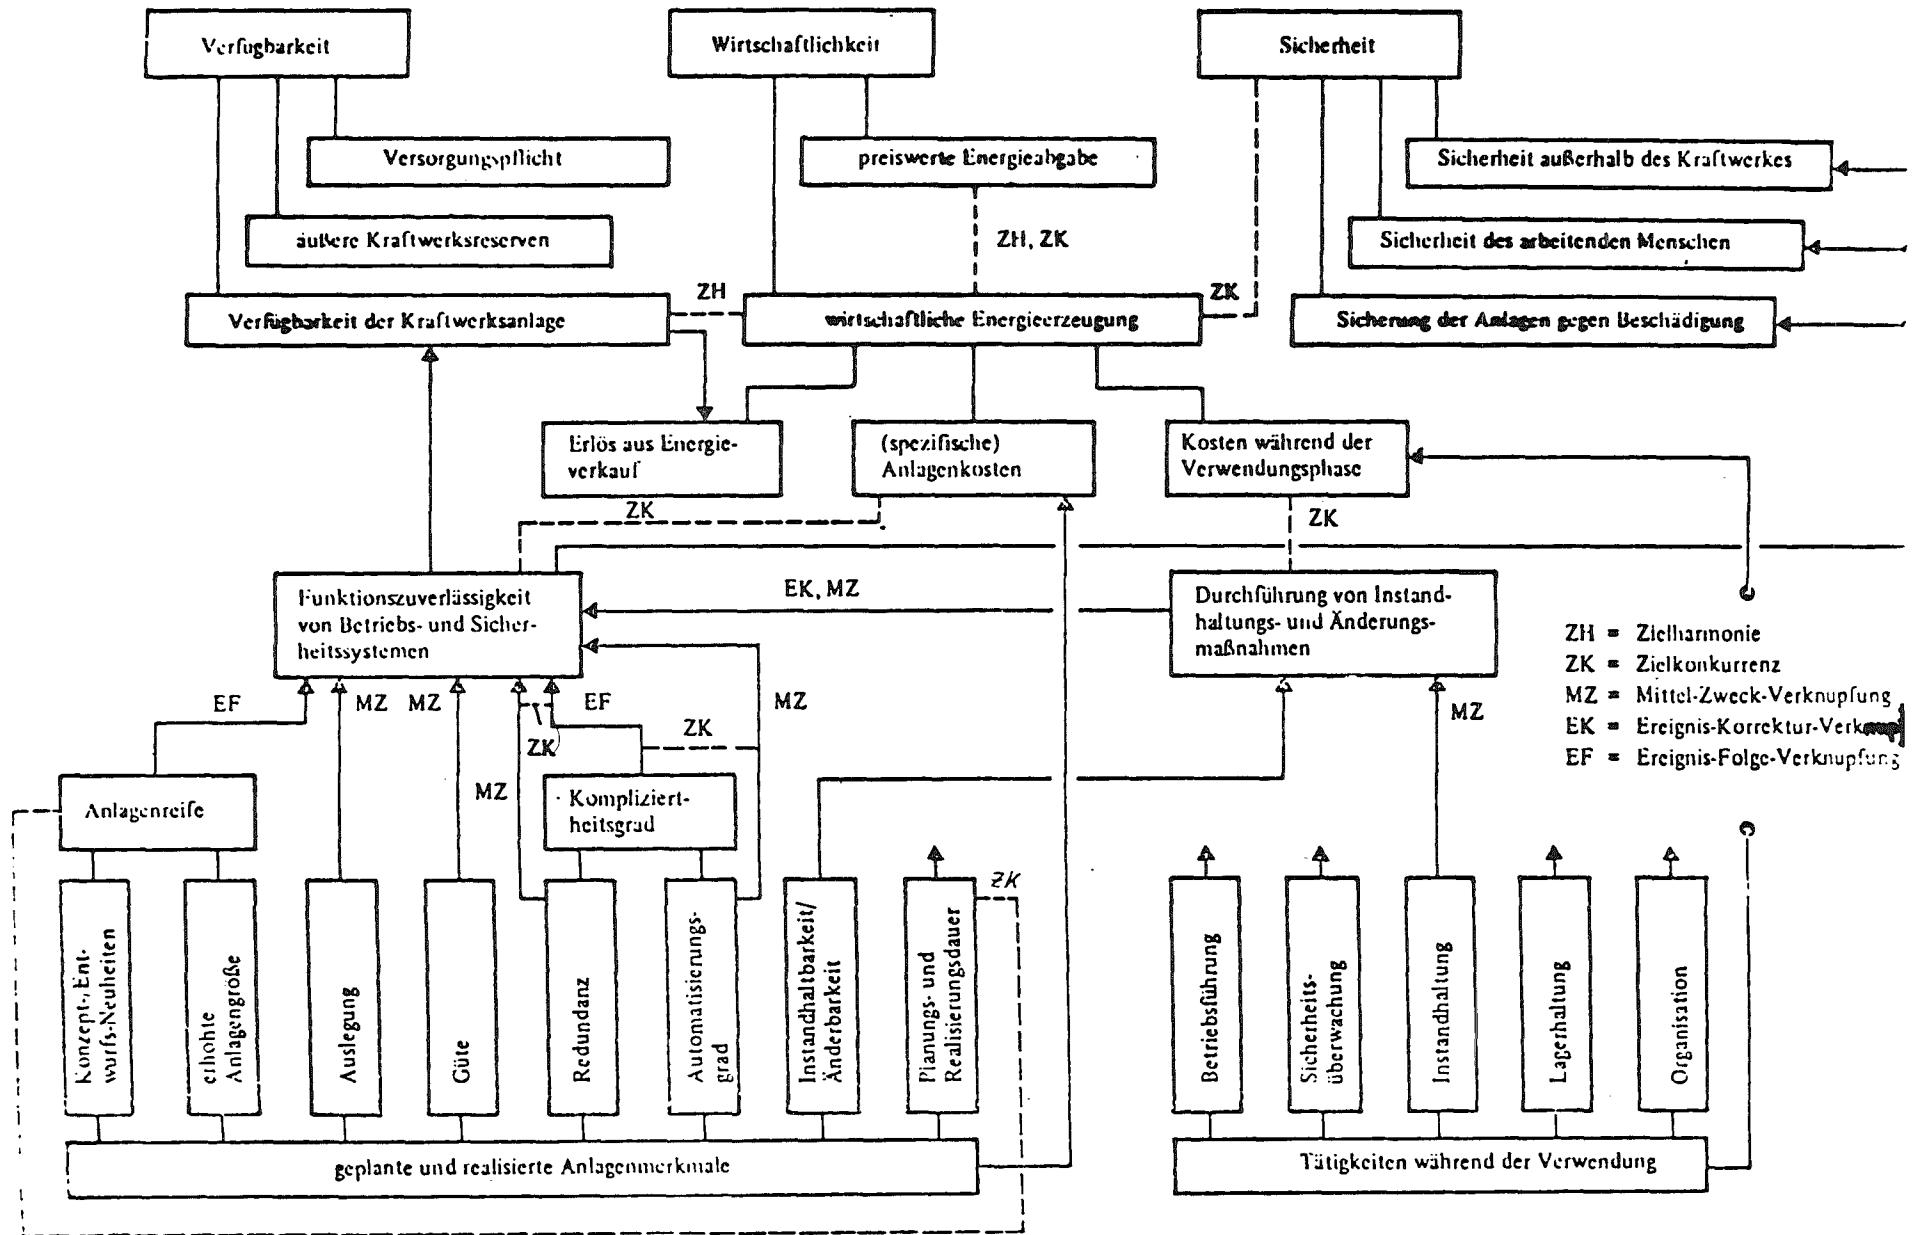 Verfügbarkeit
Wirtschaftlichkeit
Sicherheit
Versorgungspflicht
preiswerte Energieabgabe
Sicherheit außerhalb des Kraftwerkes
äußere Kraftwerksreserven
ZH, ZK
Sicherheit des arbeitenden Menschen
ZH
ZK
Verfügbarkeit der Kraftwerksanlage
wirtschaftliche Energieerzeugung
Sicherung der Anlagen gegen Beschädigung
Erlös aus Energie-
verkauf
(spezifische)
Anlagenkosten
Kosten während der
Verwendungsphase
ZK
ZK
Funktionszuverlässigkeit
von Betriebs- und Sicher-
heitssystemen
EK, MZ
Durchführung von Instand-
haltungs- und Änderungs-
maßnahmen
ZH = Zielharmonie
ZK = Zielkonkurrenz
MZ = Mittel-Zweck-Verknupfung
EK = Ereignis-Korrektur-
EF = Ereignis-Folge-Verknupfung
EF
MZ
MZ
EF
MZ
MZ
ZK
ZK
MZ
Anlagenreife
Kompliziert-
heitsgrad
ZK
Konzept-, Ent-
wurfs-Neuheiten
erhöhte
Anlagengröße
Auslegung
Güte
Redundanz
Automatisierungs-
grad
Instandhaltbarkeit/
Änderbarkeit
Planungs- und
Realisierungsdauer
Betriebsführung
Sicherheits-
überwachung
Instandhaltung
Lagerhaltung
Organisation
geplante und realisierte Anlagenmerkmale
Tätigkeiten während der Verwendung